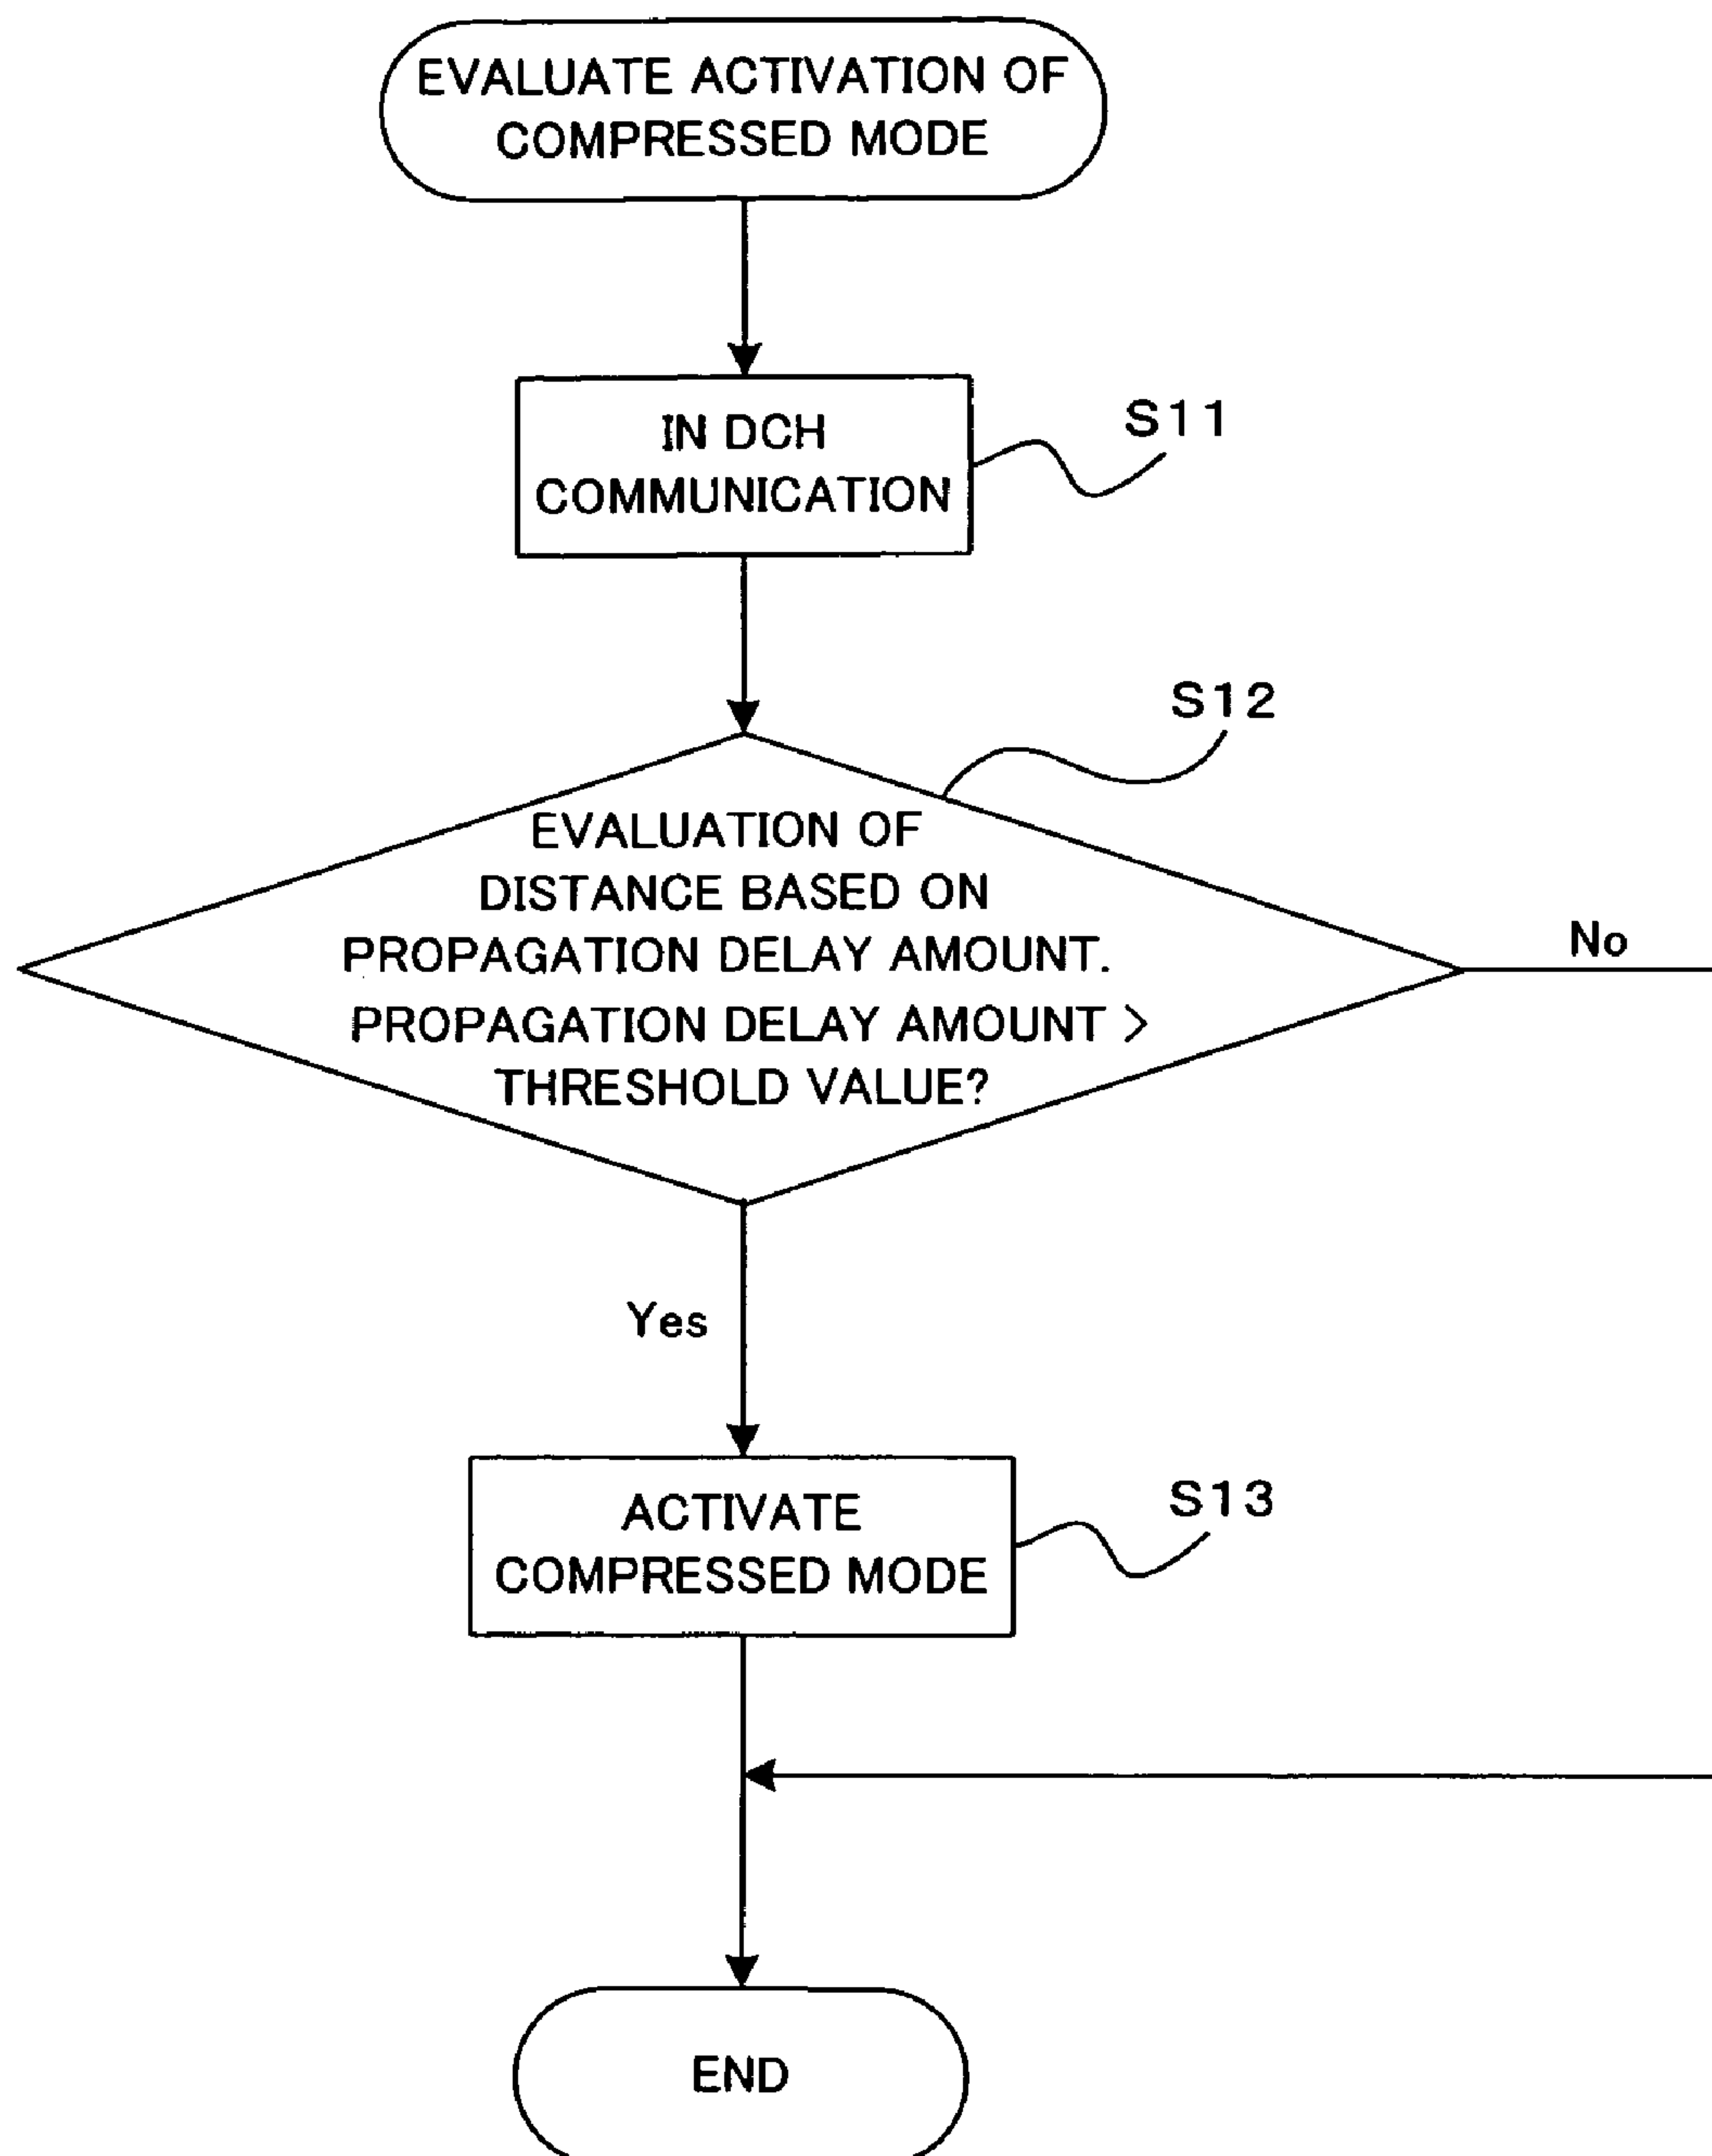 EVALUATE ACTIVATION OF
COMPRESSED MODE
IN DCH
COMMUNICATION
S11
S12
EVALUATION OF
DISTANCE BASED ON
PROPAGATION DELAY AMOUNT.
PROPAGATION DELAY AMOUNT >
THRESHOLD VALUE?
No
Yes
ACTIVATE
COMPRESSED MODE
S13
END